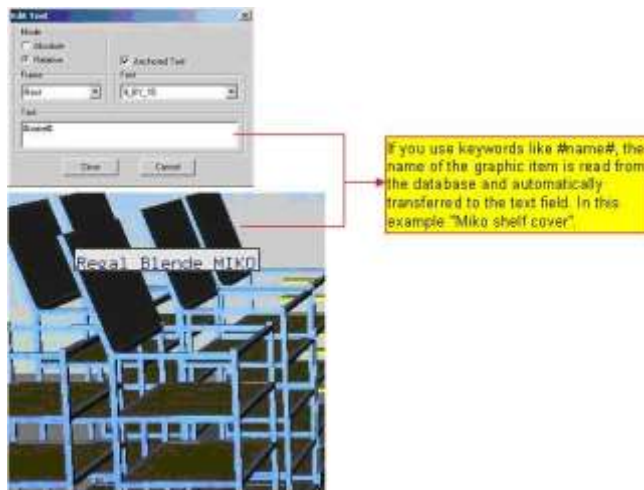 Edit Text
Mode
Absolute
Relative
Anchored Text
Frame
Font
9_BY_15
Text
#name#
Cancel
If you use keywords like #name#, the
name of the graphic item is read from
the database and automatically
transferred to the text field. In this
example "Miko shelf cover"
Regal Blende MIKO